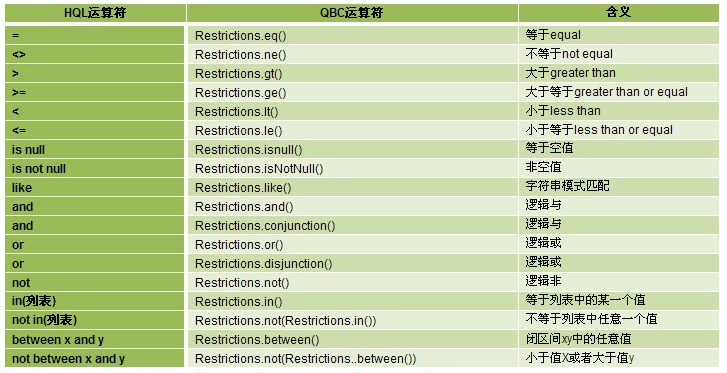 HQL运算符 QBC运算符 含义
= Restrictions.eq() 等于equal
<> Restrictions.ne() 不等于not equal
> Restrictions.gt() 大于greater than
>= Restrictions.ge() 大于等于greater than or equal
< Restrictions.lt() 小于less than
<= Restrictions.le() 小于等于less than or equal
is null Restrictions.isnull() 等于空值
is not null Restrictions.isNotNull() 非空值
like Restrictions.like() 字符串模式匹配
and Restrictions.and() 逻辑与
and Restrictions.conjunction() 逻辑与
or Restrictions.or() 逻辑或
or Restrictions.disjunction() 逻辑或
not Restrictions.not() 逻辑非
in(列表) Restrictions.in() 等于列表中的某一个值
not in(列表) Restrictions.not(Restrictions.in()) 不等于列表中任意一个值
between x and y Restrictions.between() 闭区间xy中的任意值
not between x and y Restrictions.not(Restrictions..between()) 小于值X或者大于值y